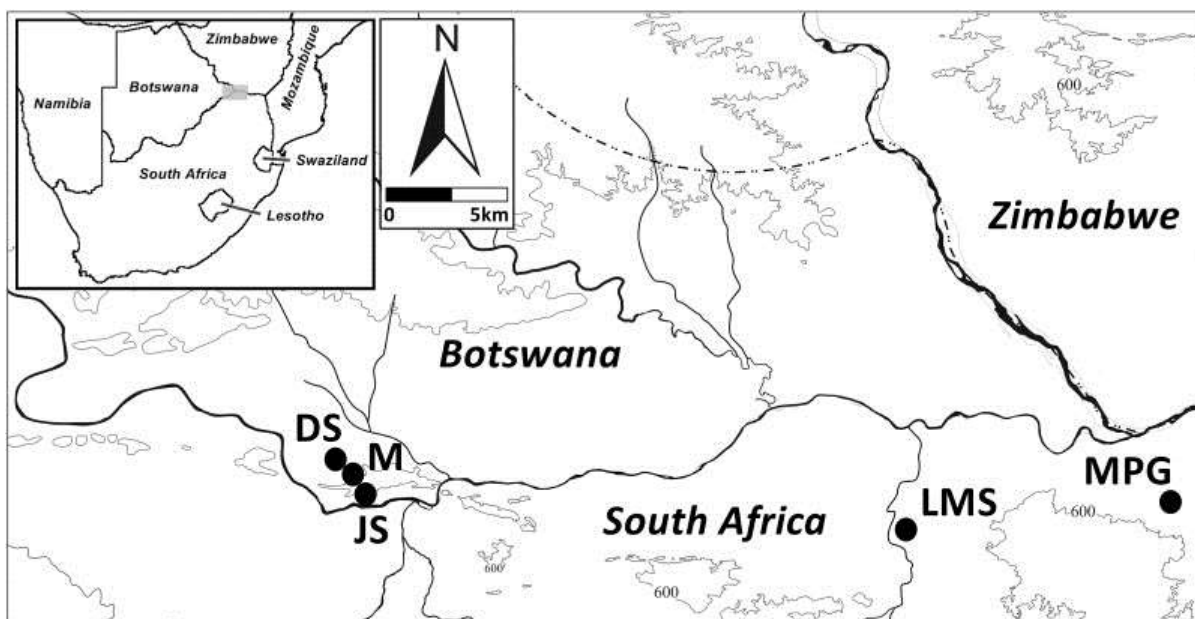 Zimbabwe
Mozambique
Botswana
Namibia
Swaziland
South Africa
Lesotho
N
0 5km
600
Zimbabwe
Botswana
DS
M
JS
South Africa
LMS
MPG
600
600
600